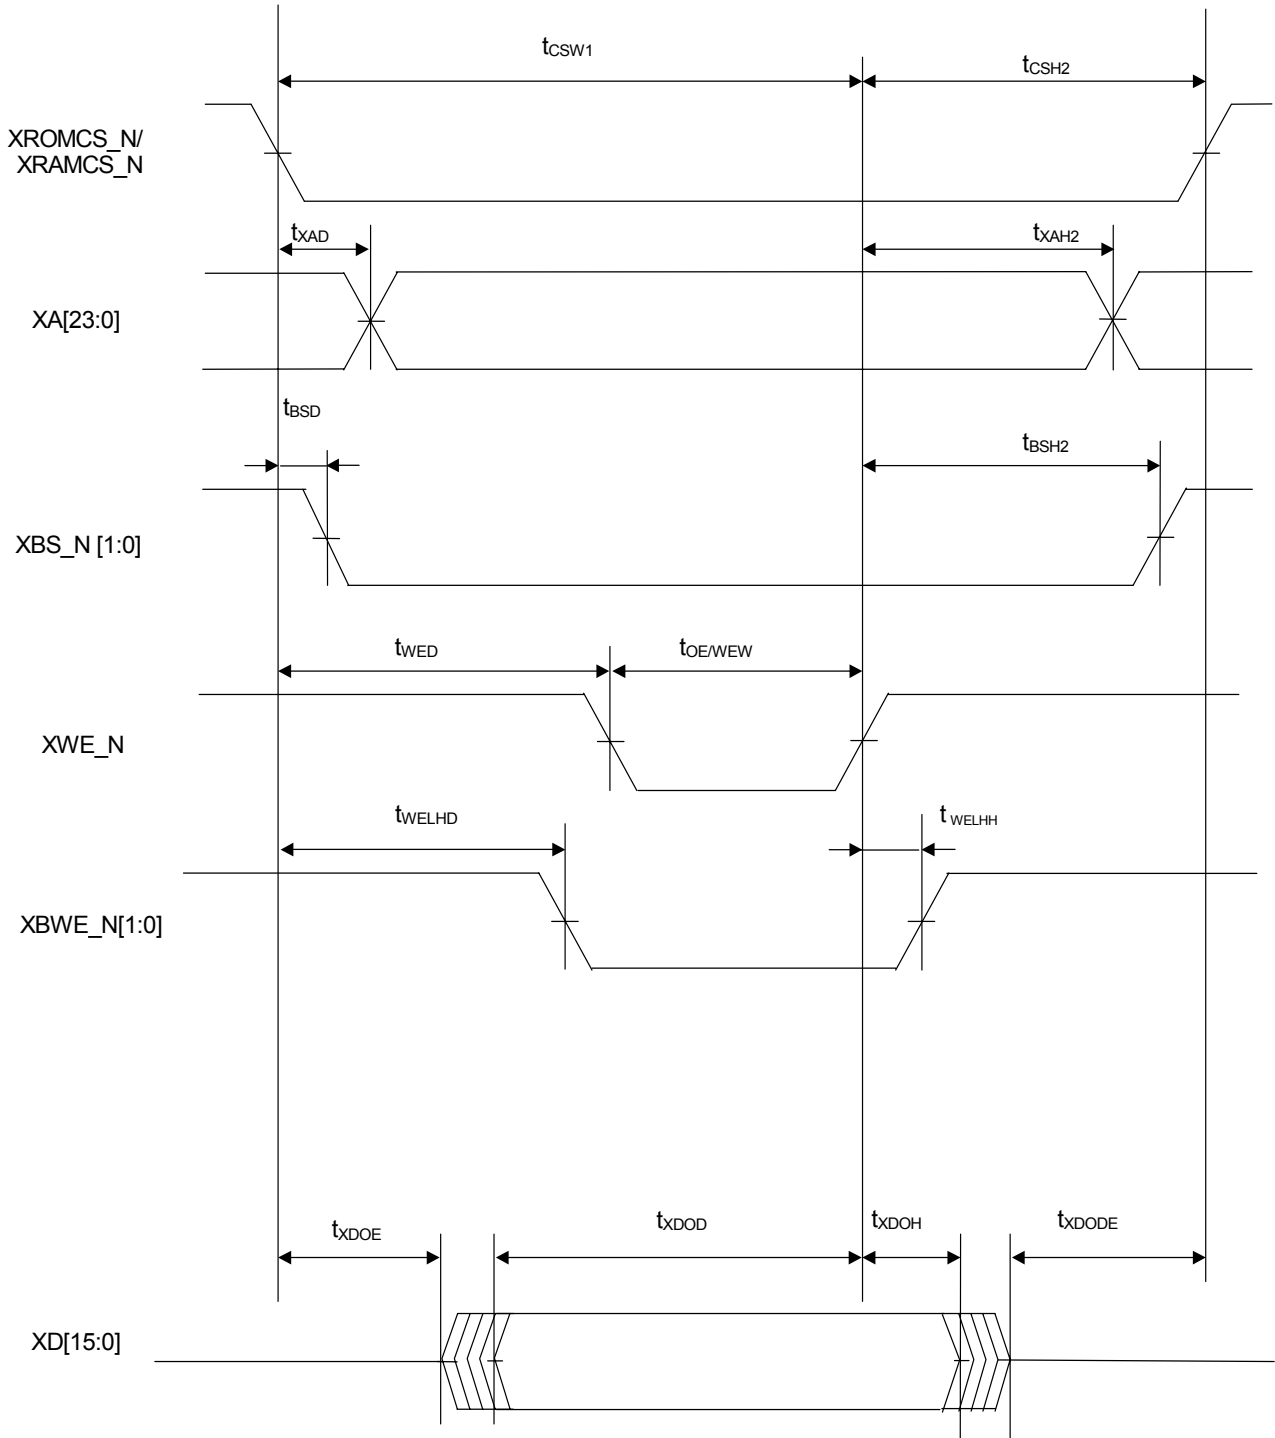 tCSW1
tCSH2
XROMCS_N/
XRAMCS_N
tXAD
tXAH2
XA[23:0]
tBSD
tBSH2
XBS_N [1:0]
tWED
tOE/WEW
XWE_N
tWELHD
t WELHH
XBWE_N[1:0]
tXDOE
tXDOD
tXDOH
tXDODE
XD[15:0]